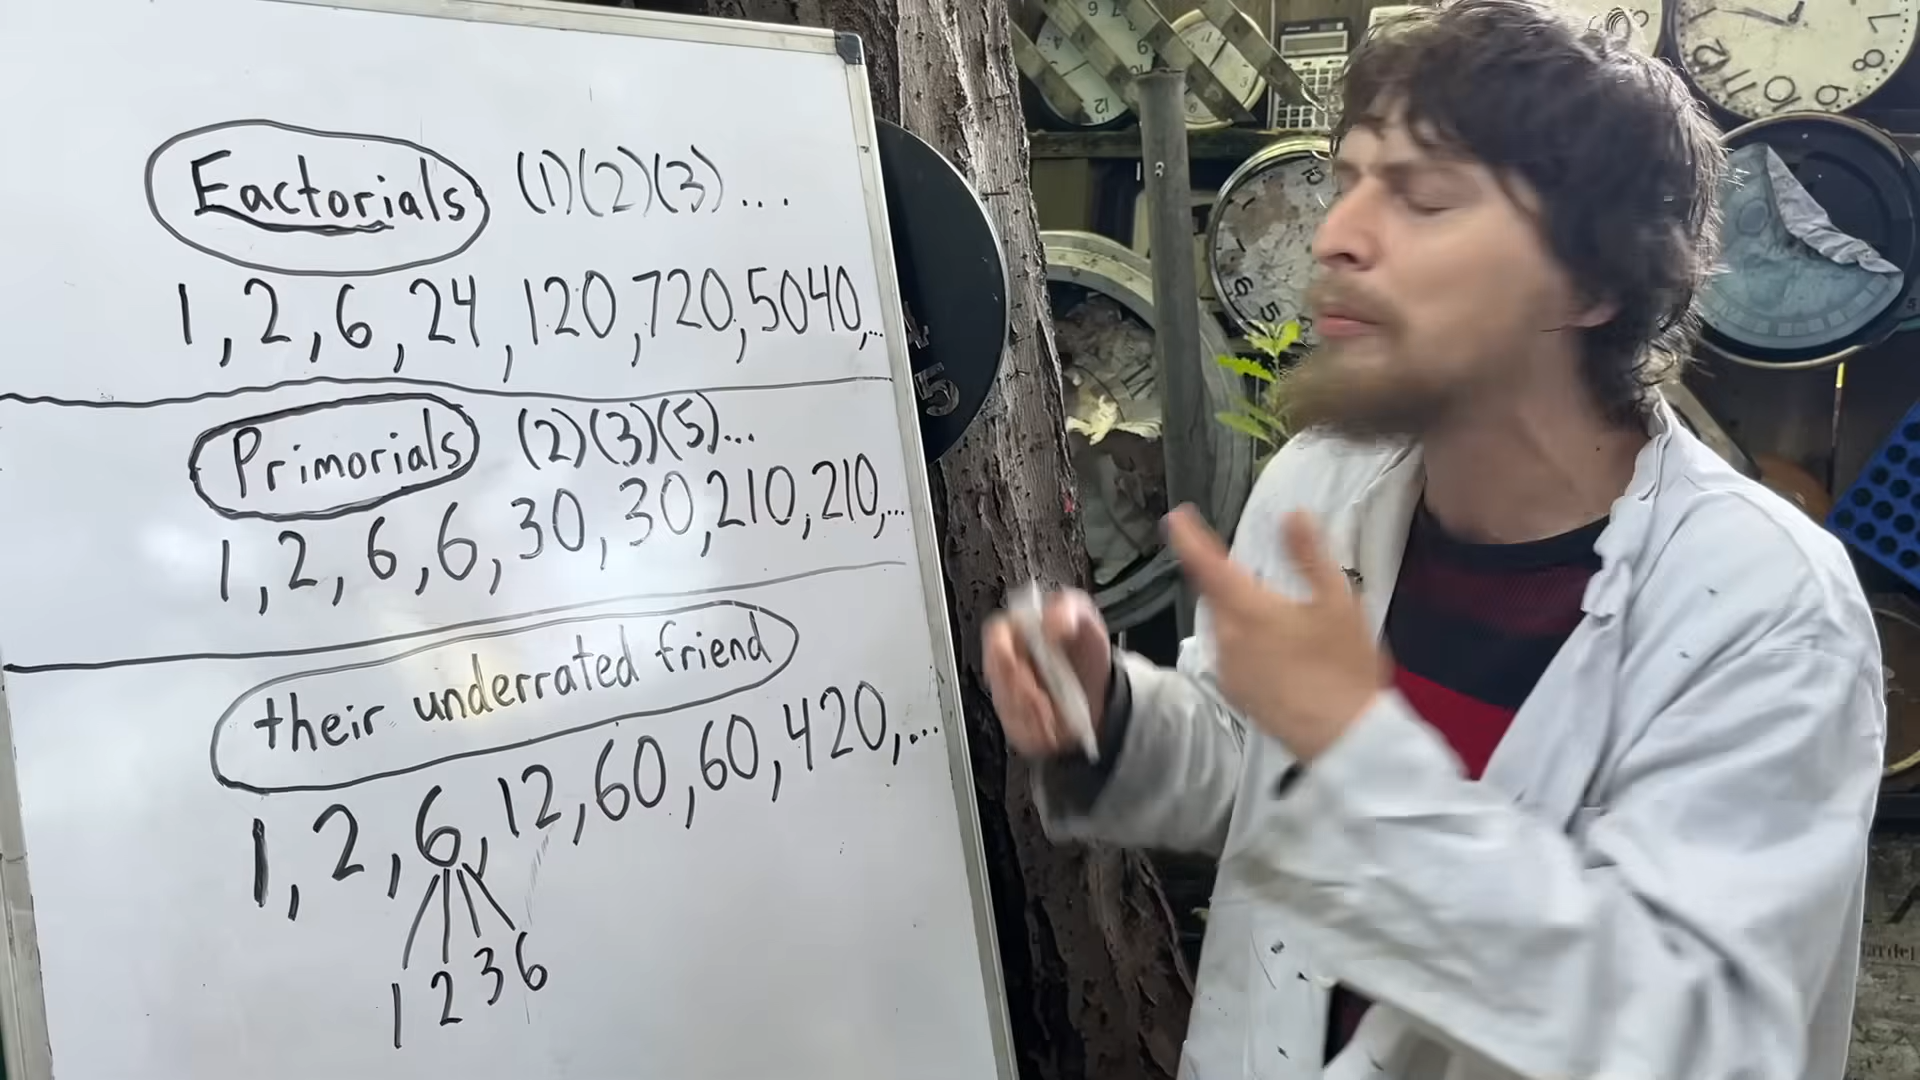 Factorials (1)(2)(3)...
1, 2, 6, 24, 120, 720, 5040,...
Primorials (2)(3)(5)...
1, 2, 6, 6, 30, 30, 210, 210,...
their underrated friend
1, 2, 6, 12, 60, 60, 420,...
1 2 3 6